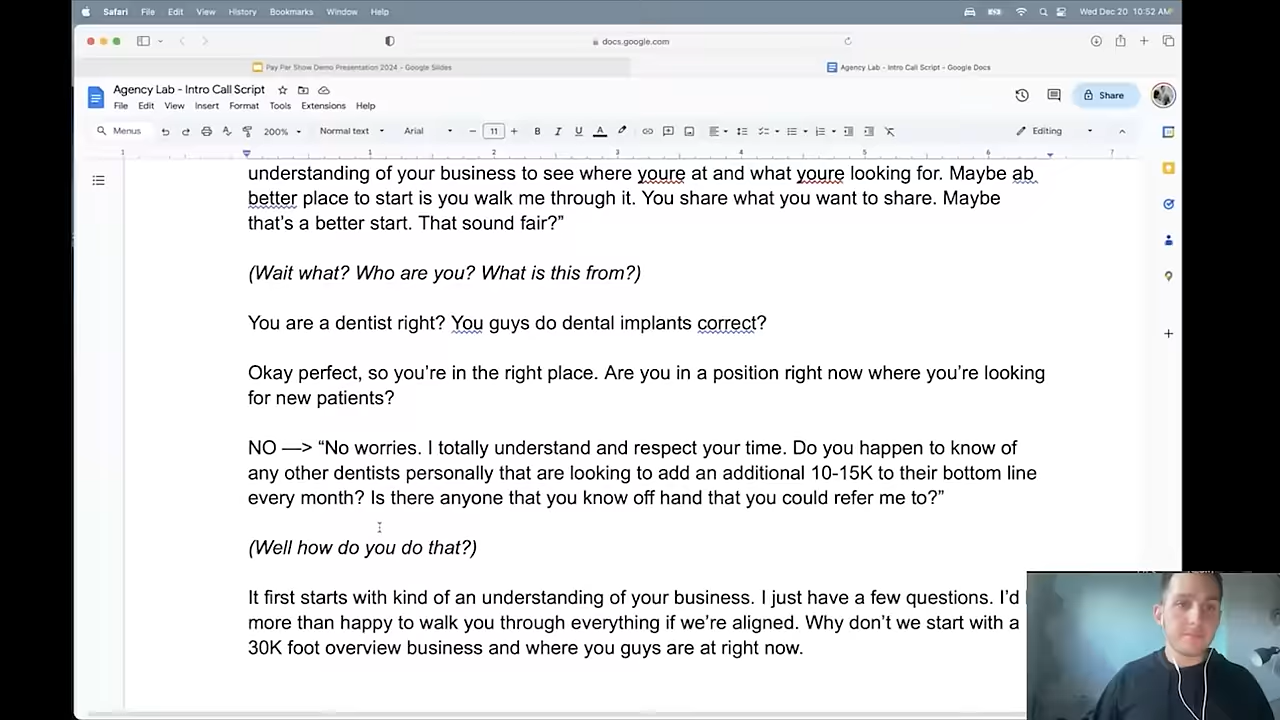 Safari File Edit View History Bookmarks Window Help Wed Dec 20 10:52 AM
docs.google.com
Pay Per Show Demo Presentation 2024 - Google Slides Agency Lab - Intro Call Script - Google Docs
Agency Lab - Intro Call Script
File Edit View Insert Format Tools Extensions Help
Share
Menus 200% Normal text Arial 11 B I U A Editing
1 1 2 3 4 5 6 7
understanding of your business to see where youre at and what youre looking for. Maybe ab
better place to start is you walk me through it. You share what you want to share. Maybe
that's a better start. That sound fair?”
(Wait what? Who are you? What is this from?)
You are a dentist right? You guys do dental implants correct?
Okay perfect, so you're in the right place. Are you in a position right now where you're looking
for new patients?
NO —> “No worries. I totally understand and respect your time. Do you happen to know of
any other dentists personally that are looking to add an additional 10-15K to their bottom line
every month? Is there anyone that you know off hand that you could refer me to?”
(Well how do you do that?)
It first starts with kind of an understanding of your business. I just have a few questions. I'd
more than happy to walk you through everything if we're aligned. Why don't we start with a
30K foot overview business and where you guys are at right now.